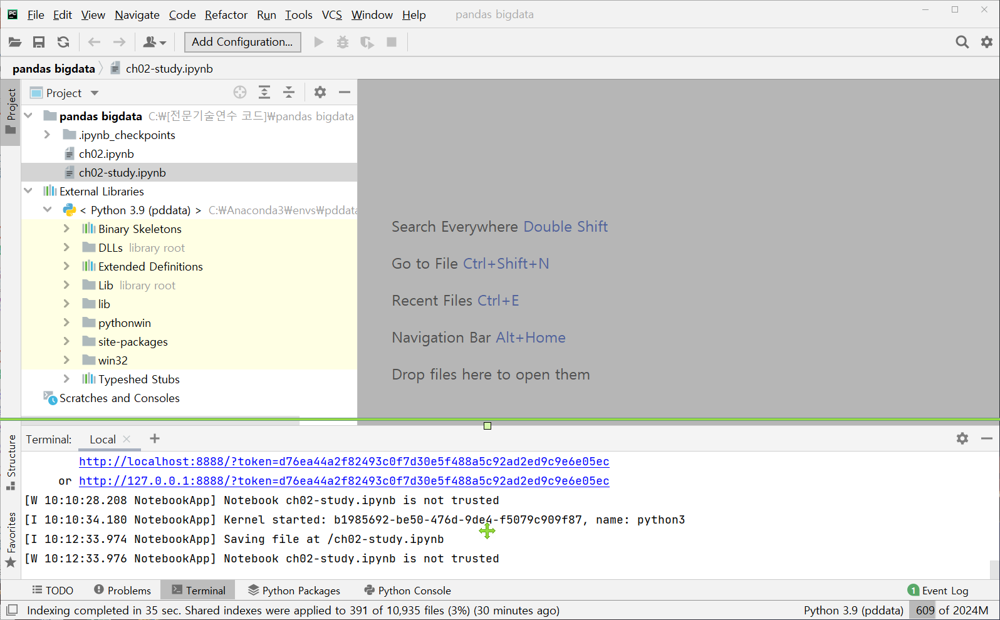 PC File Edit View Navigate Code Refactor Run Tools VCS Window Help pandas bigdata
Add Configuration...
pandas bigdata ch02-study.ipynb
Project
Project
pandas bigdata C:₩[전문기술연수 코드]₩pandas bigdata
.ipynb_checkpoints
ch02.ipynb
ch02-study.ipynb
External Libraries
< Python 3.9 (pddata) > C:₩Anaconda3₩envs₩pddata
Binary Skeletons
DLLs library root
Extended Definitions
Lib library root
lib
pythonwin
site-packages
win32
Typeshed Stubs
Scratches and Consoles
Search Everywhere Double Shift
Go to File Ctrl+Shift+N
Recent Files Ctrl+E
Navigation Bar Alt+Home
Drop files here to open them
Structure
Favorites
Terminal: Local
http://localhost:8888/?token=d76ea44a2f82493c0f7d30e5f488a5c92ad2ed9c9e6e05ec
or http://127.0.0.1:8888/?token=d76ea44a2f82493c0f7d30e5f488a5c92ad2ed9c9e6e05ec
[W 10:10:28.208 NotebookApp] Notebook ch02-study.ipynb is not trusted
[I 10:10:34.180 NotebookApp] Kernel started: b1985692-be50-476d-9de4-f5079c909f87, name: python3
[I 10:12:33.974 NotebookApp] Saving file at /ch02-study.ipynb
[W 10:12:33.976 NotebookApp] Notebook ch02-study.ipynb is not trusted
TODO Problems Terminal Python Packages Python Console 1 Event Log
Indexing completed in 35 sec. Shared indexes were applied to 391 of 10,935 files (3%) (30 minutes ago) Python 3.9 (pddata) 609 of 2024M